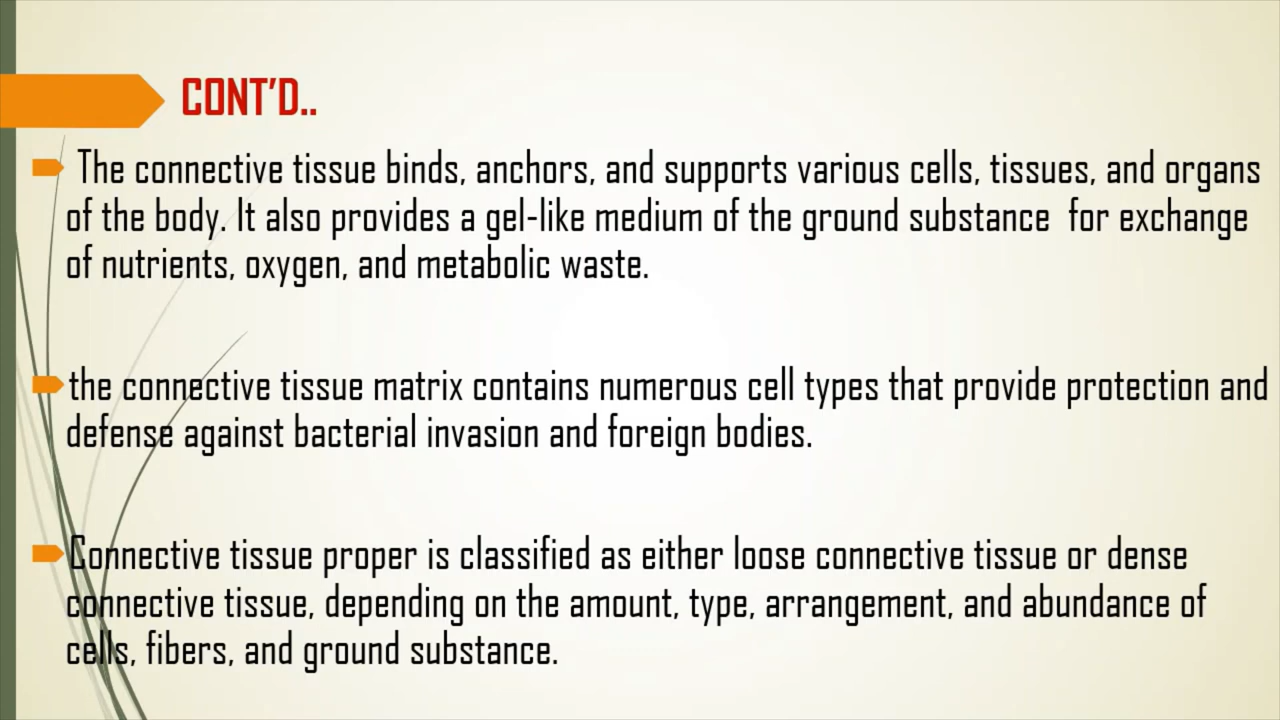 CONT'D..
The connective tissue binds, anchors, and supports various cells, tissues, and organs
of the body. It also provides a gel-like medium of the ground substance for exchange
of nutrients, oxygen, and metabolic waste.
the connective tissue matrix contains numerous cell types that provide protection and
defense against bacterial invasion and foreign bodies.
Connective tissue proper is classified as either loose connective tissue or dense
connective tissue, depending on the amount, type, arrangement, and abundance of
cells, fibers, and ground substance.